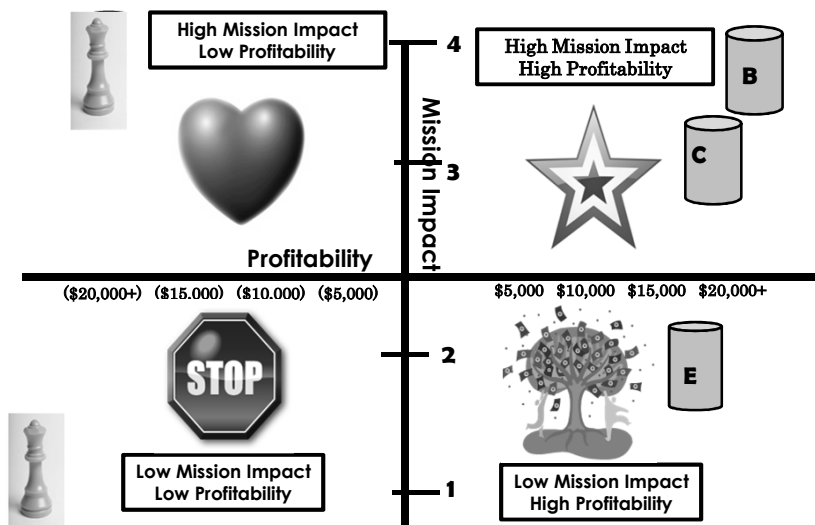 High Mission Impact
Low Profitability
4
High Mission Impact
High Profitability
B
C
Mission Impact
3
Profitability
($20,000+) ($15.000) ($10.000) ($5,000)
$5,000 $10,000 $15,000 $20,000+
STOP
2
E
Low Mission Impact
Low Profitability
1
Low Mission Impact
High Profitability